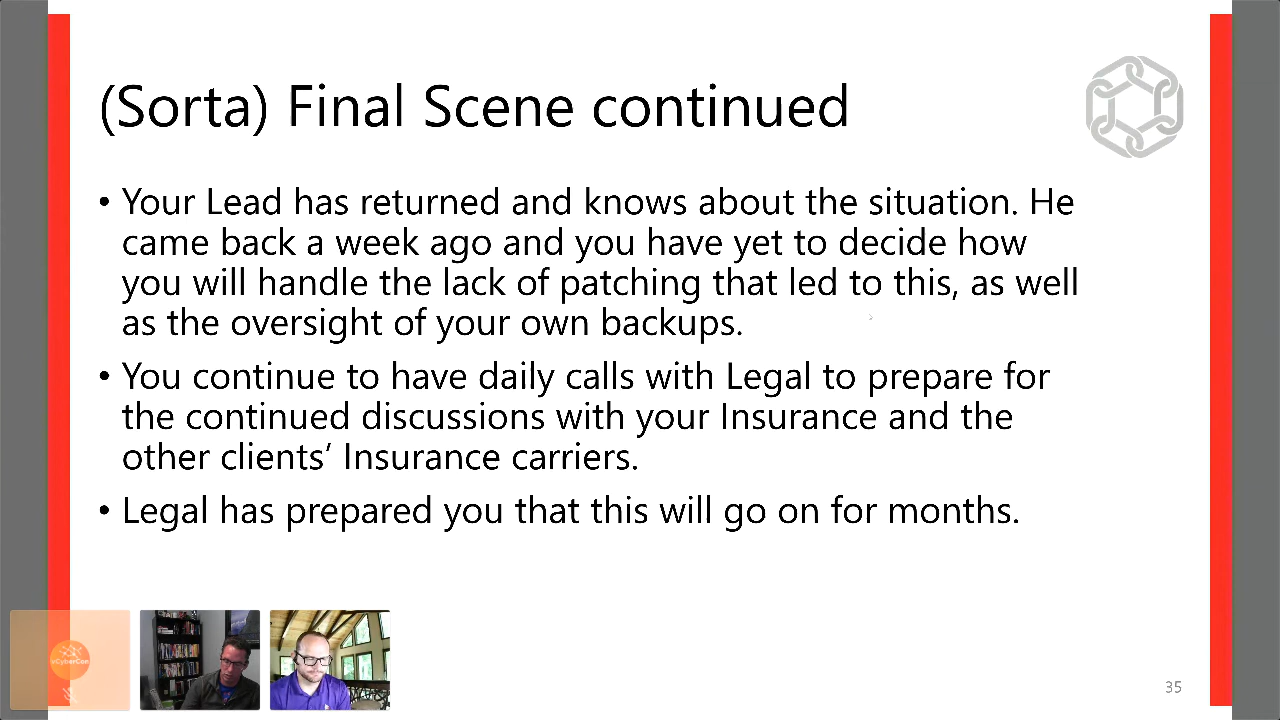 (Sorta) Final Scene continued
• Your Lead has returned and knows about the situation. He
came back a week ago and you have yet to decide how
you will handle the lack of patching that led to this, as well
as the oversight of your own backups.
• You continue to have daily calls with Legal to prepare for
the continued discussions with your Insurance and the
other clients’ Insurance carriers.
• Legal has prepared you that this will go on for months.
CyberCon
35